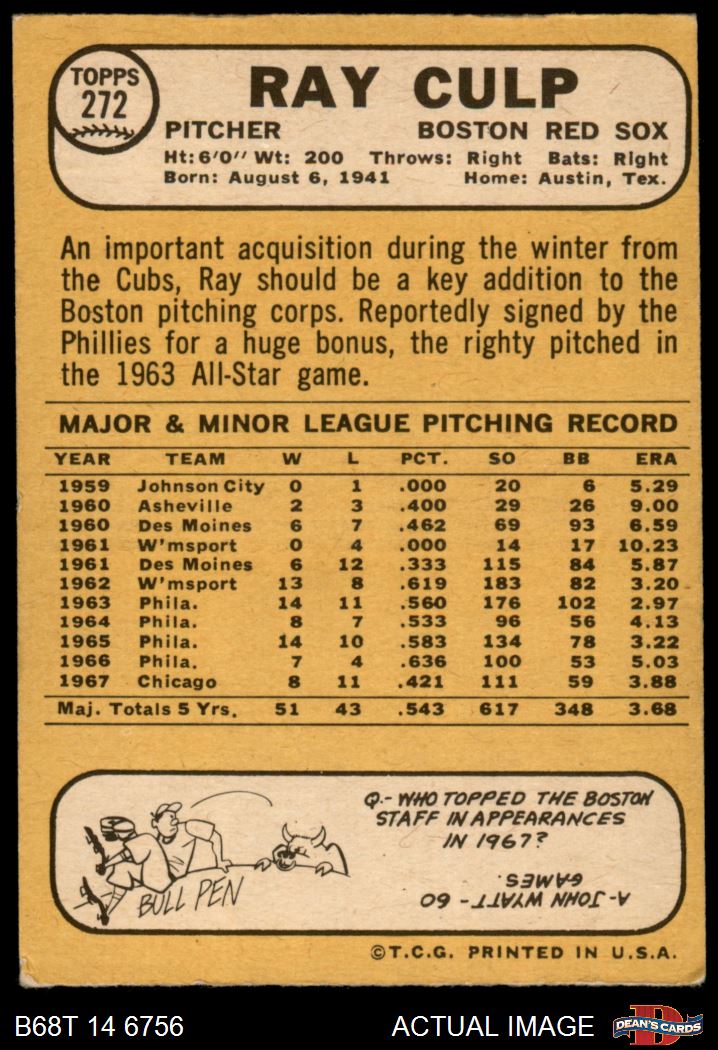 TOPPS
272
RAY CULP
PITCHER BOSTON RED SOX
Ht: 6'0" Wt: 200 Throws: Right Bats: Right
Born: August 6, 1941 Home: Austin, Tex.
An important acquisition during the winter from
the Cubs, Ray should be a key addition to the
Boston pitching corps. Reportedly signed by the
Phillies for a huge bonus, the righty pitched in
the 1963 All-Star game.
MAJOR & MINOR LEAGUE PITCHING RECORD
YEAR TEAM W L PCT. SO BB ERA
1959 Johnson City 0 1 .000 20 6 5.29
1960 Asheville 2 3 .400 29 26 9.00
1960 Des Moines 6 7 .462 69 93 6.59
1961 W'msport 0 4 .000 14 17 10.23
1961 Des Moines 6 12 .333 115 84 5.87
1962 W'msport 13 8 .619 183 82 3.20
1963 Phila. 14 11 .560 176 102 2.97
1964 Phila. 8 7 .533 96 56 4.13
1965 Phila. 14 10 .583 134 78 3.22
1966 Phila. 7 4 .636 100 53 5.03
1967 Chicago 8 11 .421 111 59 3.88
Maj. Totals 5 Yrs. 51 43 .543 617 348 3.68
BULL PEN
Q.- WHO TOPPED THE BOSTON
STAFF IN APPEARANCES
IN 1967?
A- JOHN WYATT - 60
GAMES.
©T.C.G. PRINTED IN U.S.A.
B68T 14 6756 ACTUAL IMAGE
D
DEAN'S CARDS